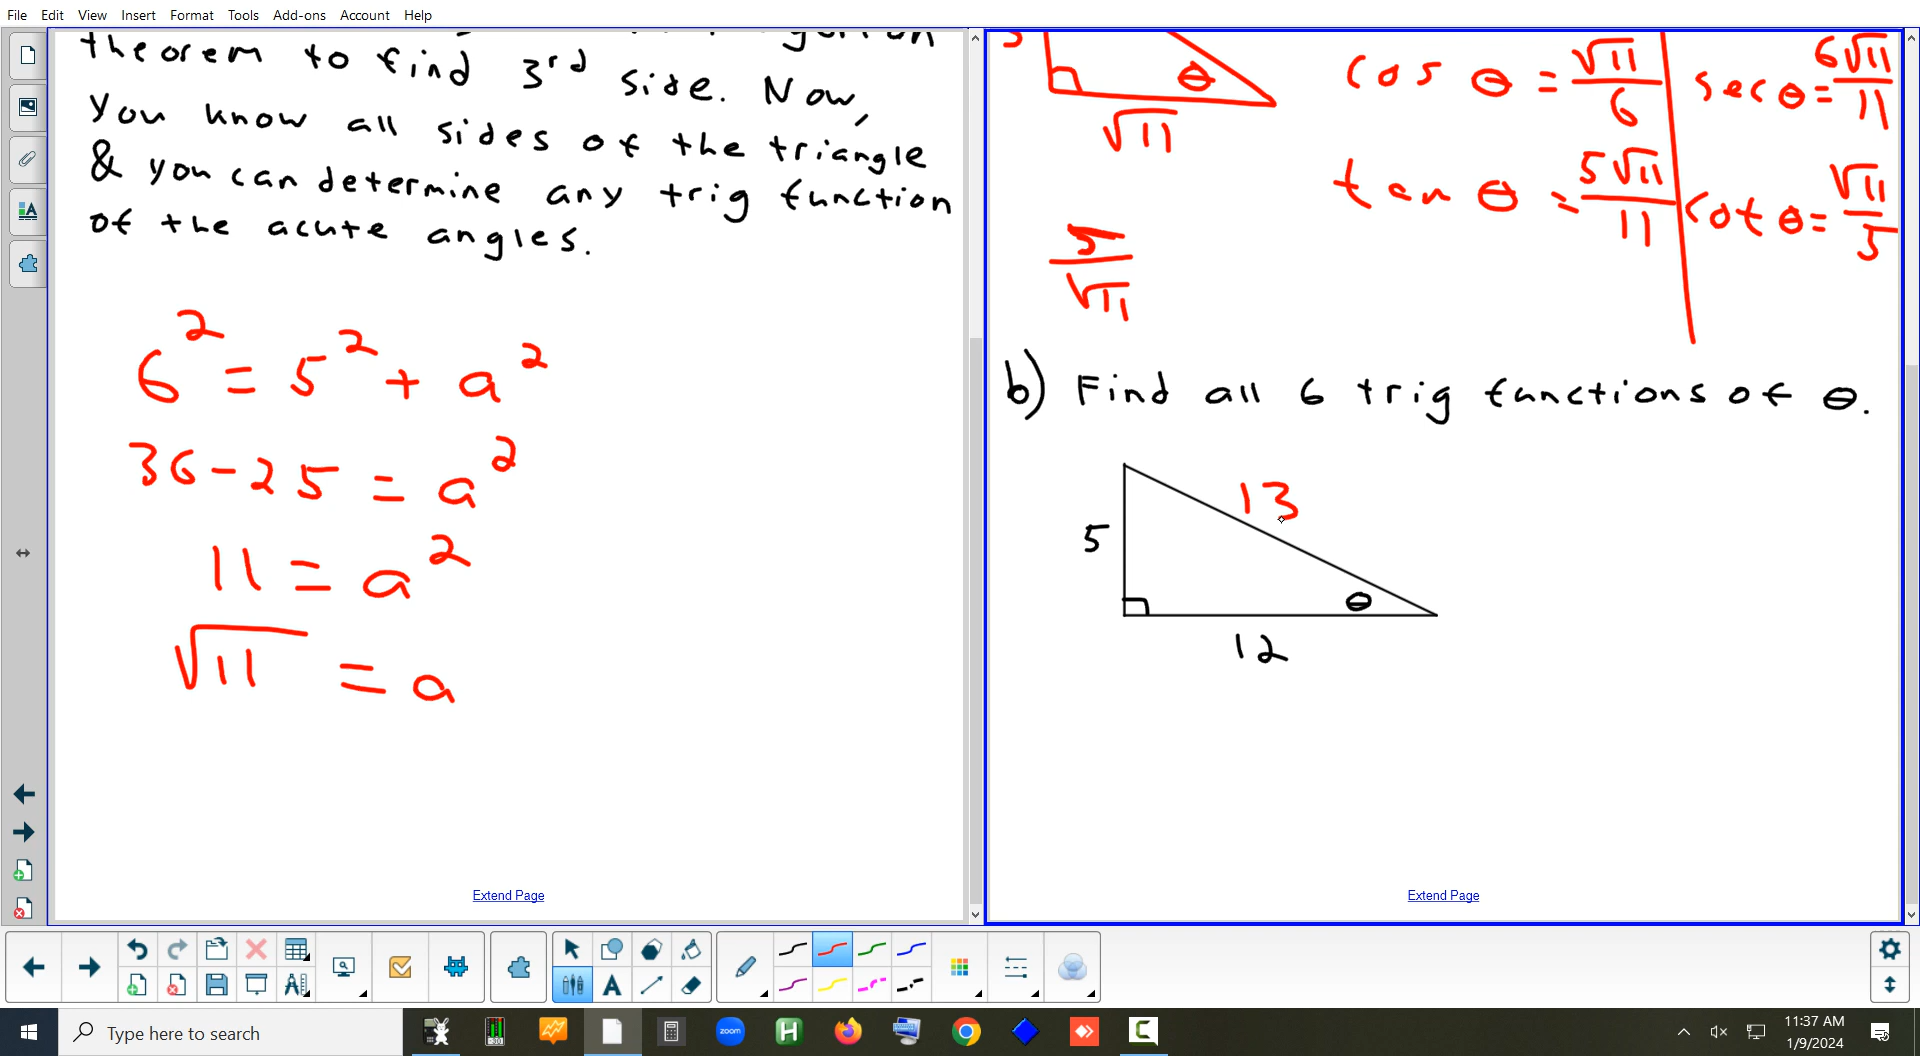 File Edit View Insert Format Tools Add-ons Account Help
theorem to find 3rd side. Now,
you know all sides of the triangle
& you can determine any trig function
of the acute angles.
6² = 5² + a²
36 - 25 = a²
11 = a²
√11 = a
Extend Page
θ
√11
cos θ = √11/6
sec θ = 6√11/11
tan θ = 5√11/11
cot θ = √11/5
5/√11
b) Find all 6 trig functions of θ.
13
5
θ
12
Extend Page
A
Type here to search
zoom
H
11:37 AM
1/9/2024